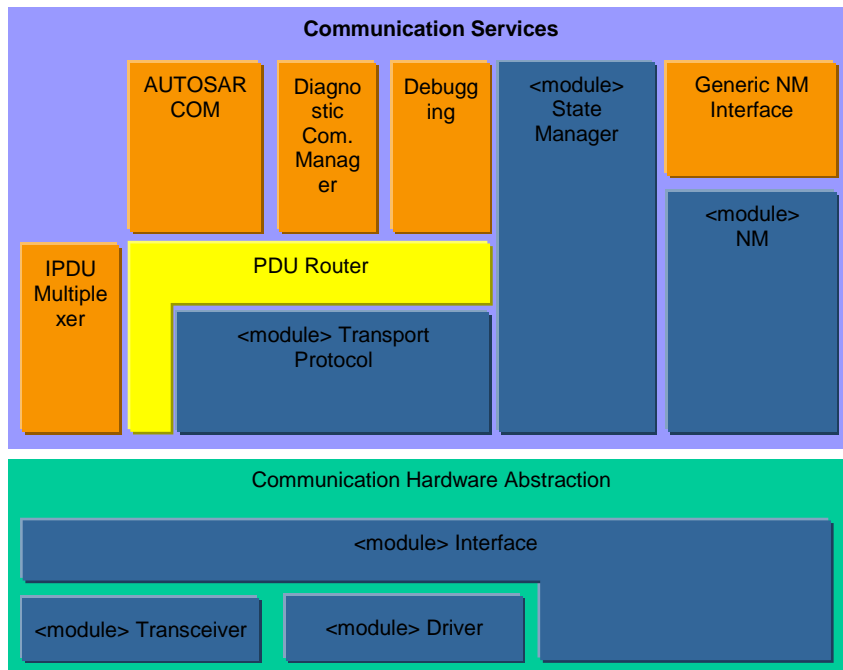 Communication Services
AUTOSAR
COM
Diagno
stic
Com.
Manag
er
Debugg
ing
<module>
State
Manager
Generic NM
Interface
<module>
NM
IPDU
Multiple
xer
PDU Router
<module> Transport
Protocol
Communication Hardware Abstraction
<module> Interface
<module> Transceiver
<module> Driver